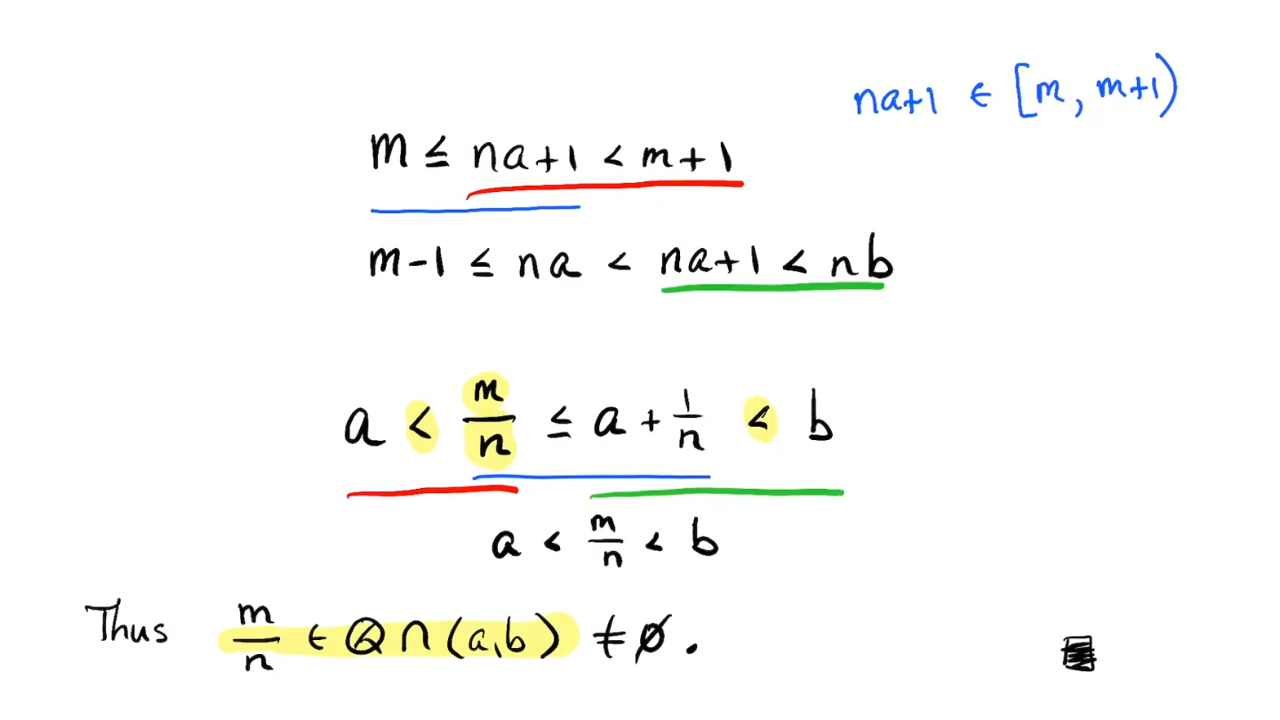 na+1 ∈ [m, m+1)
m ≤ na+1 < m+1
m-1 ≤ na < na+1 < nb
a < m/n ≤ a + 1/n < b
a < m/n < b
Thus m/n ∈ ℚ ∩ (a,b) ≠ ∅.